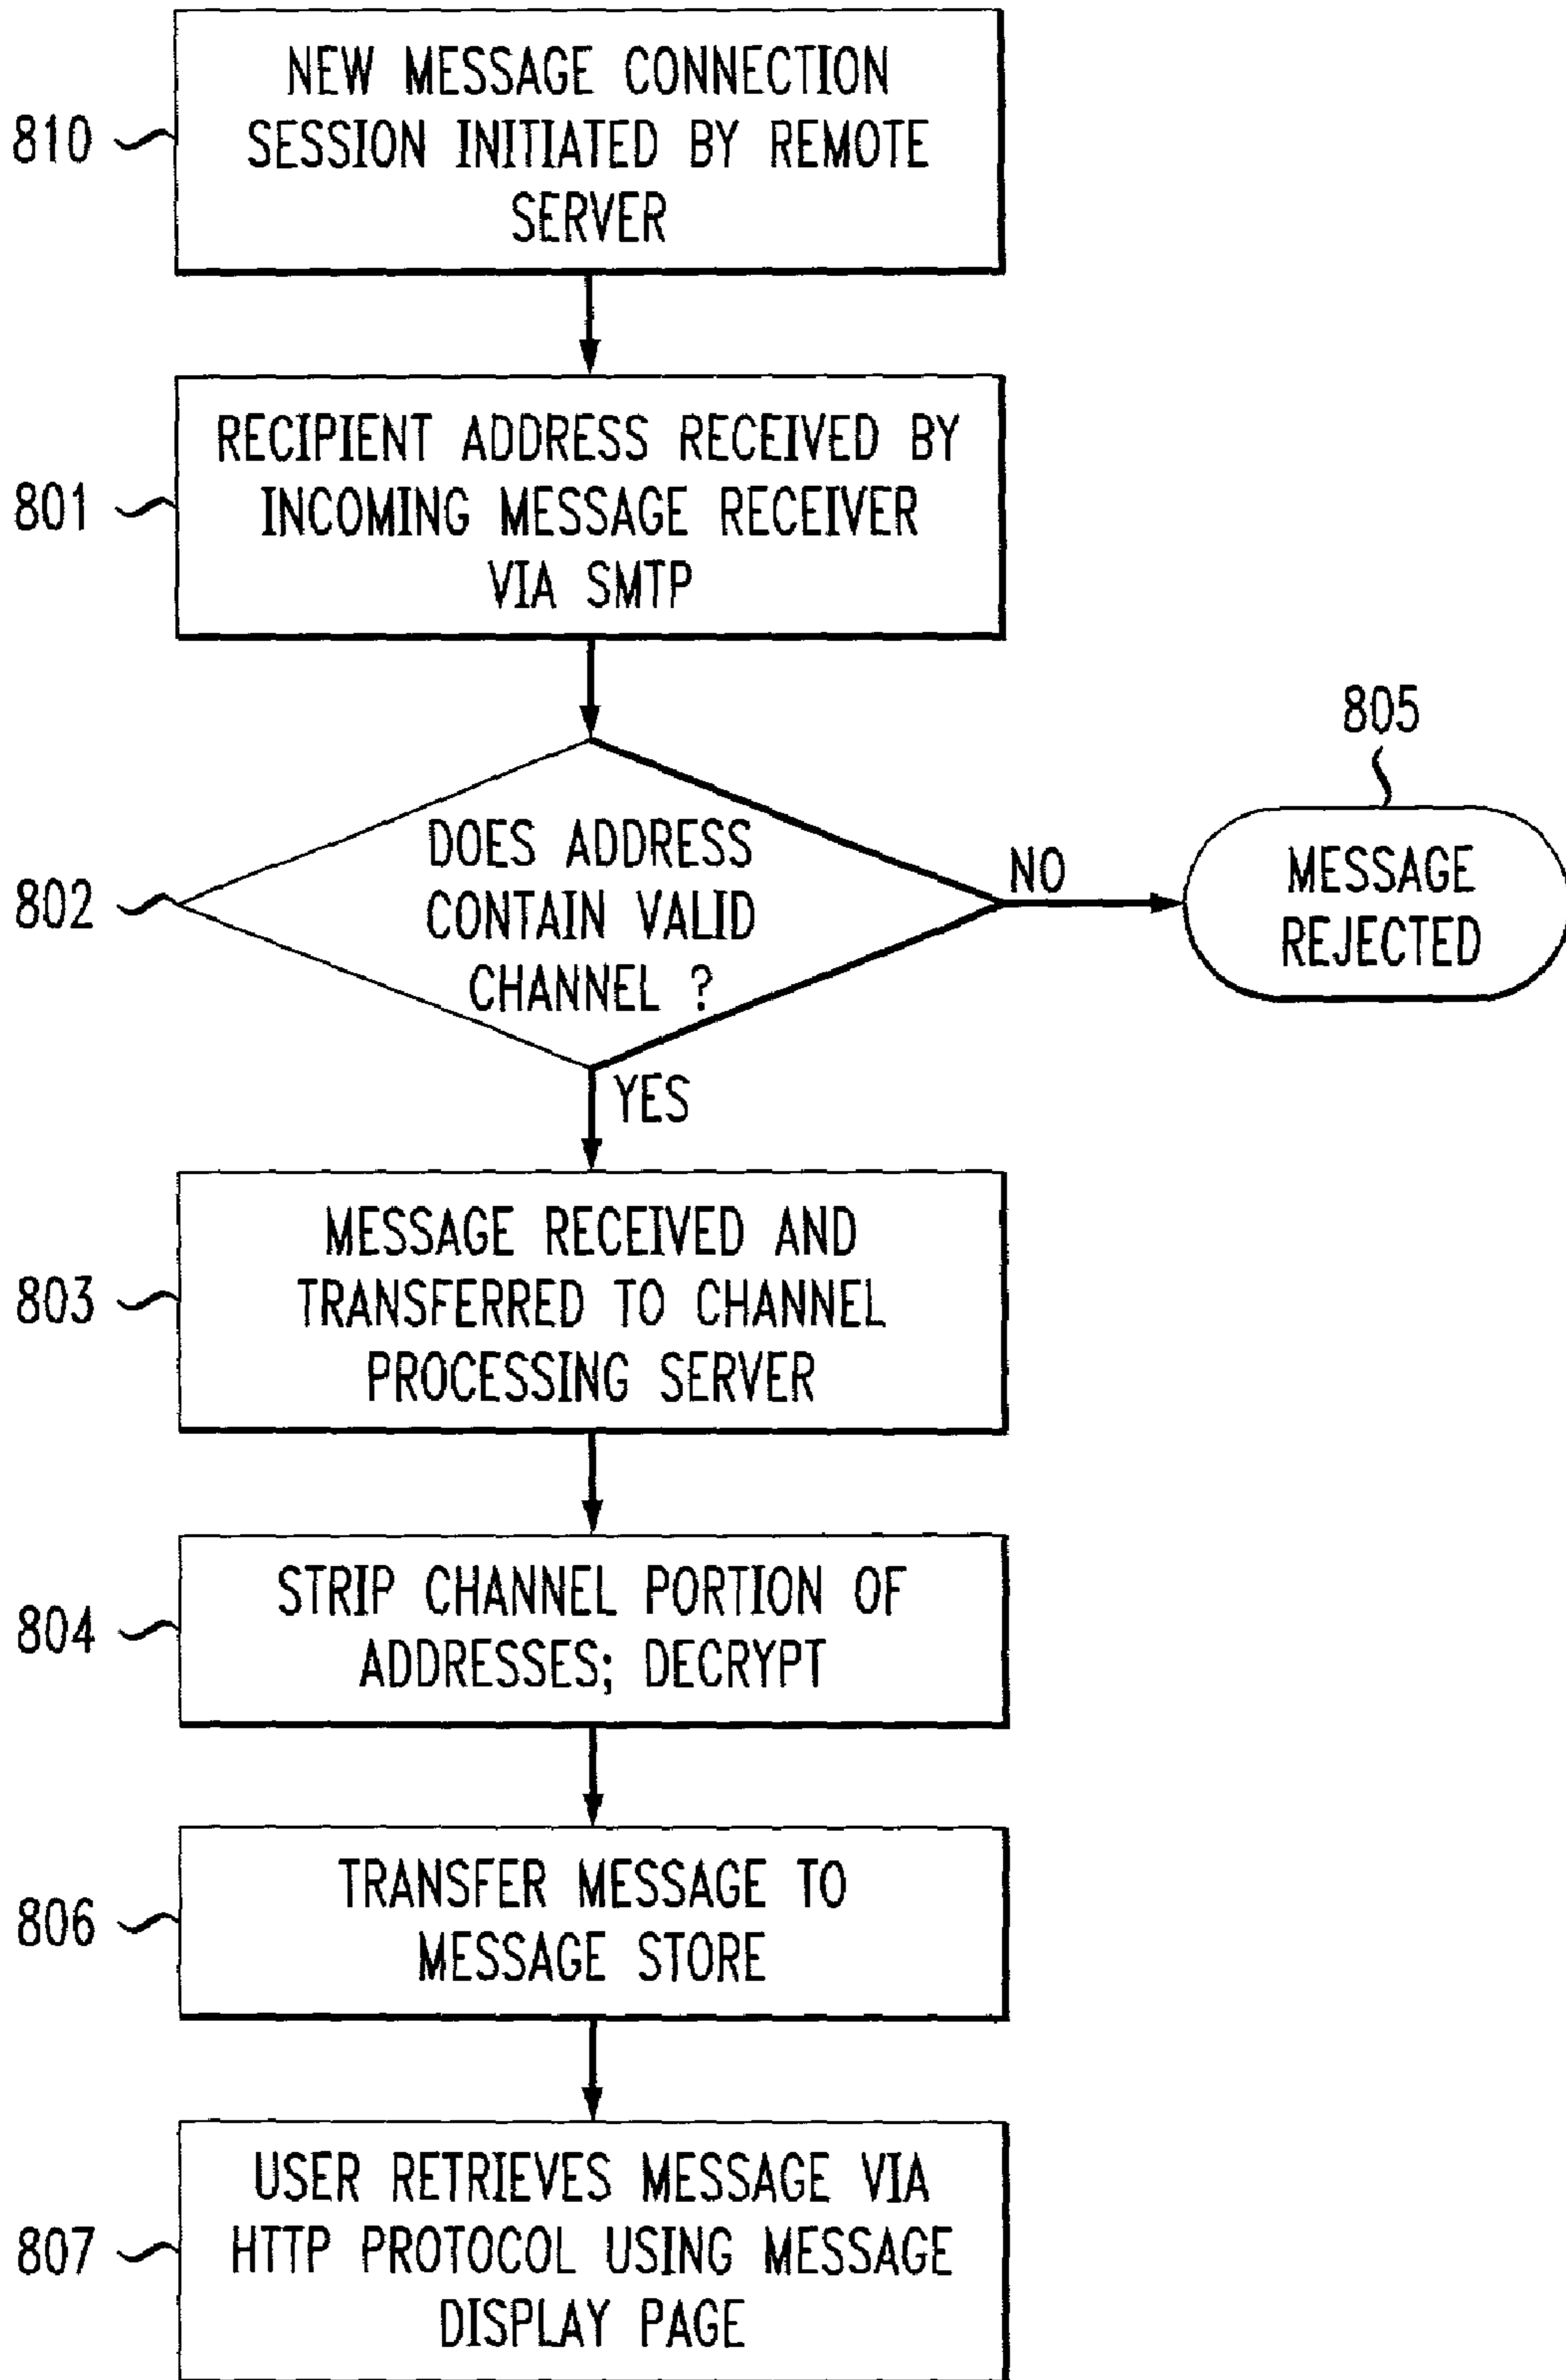 810
NEW MESSAGE CONNECTION
SESSION INITIATED BY REMOTE
SERVER
801
RECIPIENT ADDRESS RECEIVED BY
INCOMING MESSAGE RECEIVER
VIA SMTP
802
DOES ADDRESS
CONTAIN VALID
CHANNEL ?
NO
805
MESSAGE
REJECTED
YES
803
MESSAGE RECEIVED AND
TRANSFERRED TO CHANNEL
PROCESSING SERVER
804
STRIP CHANNEL PORTION OF
ADDRESSES; DECRYPT
806
TRANSFER MESSAGE TO
MESSAGE STORE
807
USER RETRIEVES MESSAGE VIA
HTTP PROTOCOL USING MESSAGE
DISPLAY PAGE